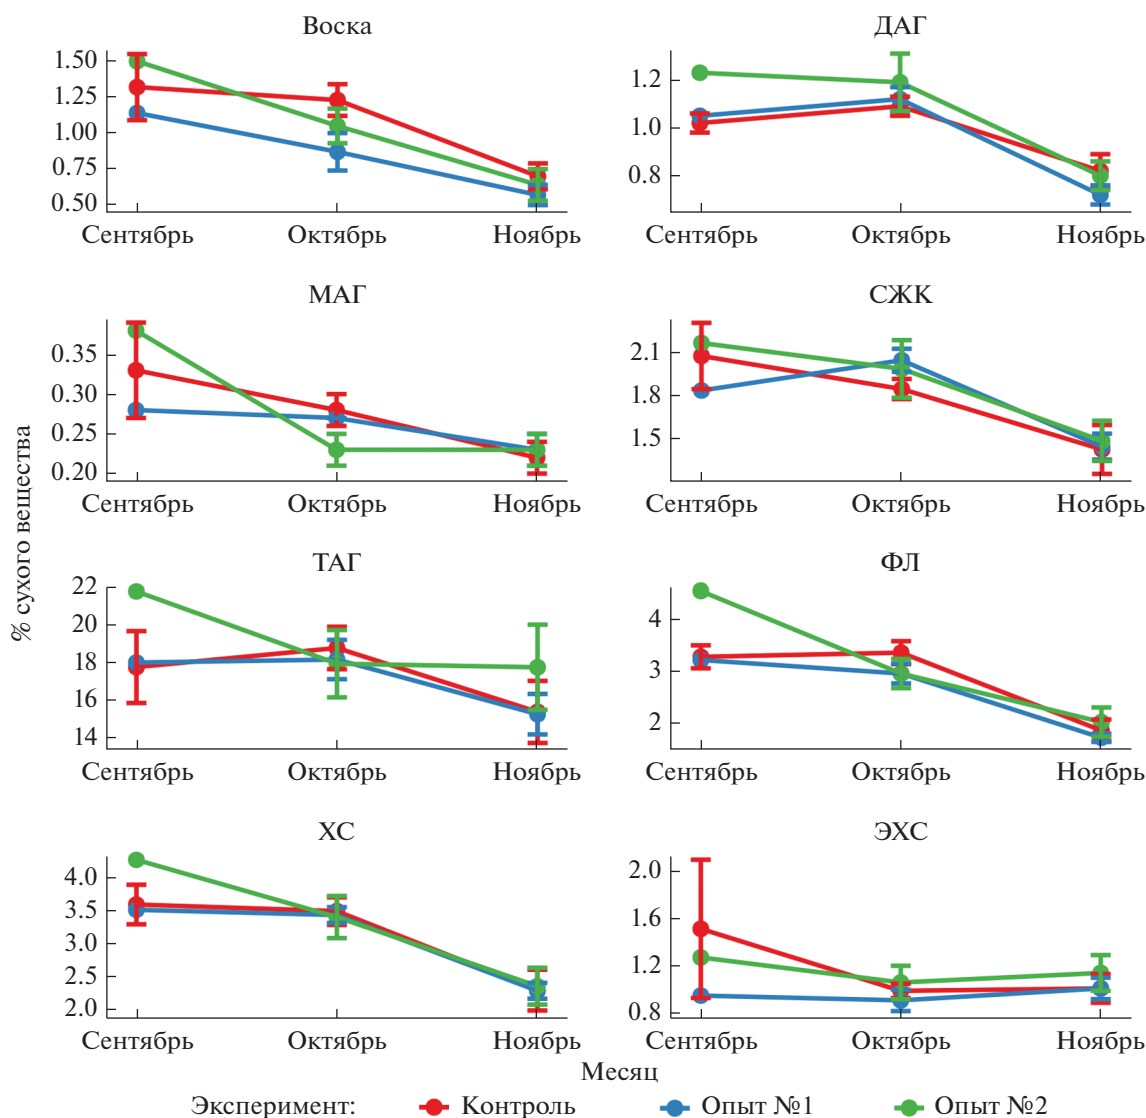 Воска
1.50
1.25
1.00
0.75
0.50
Сентябрь Октябрь Ноябрь
ДАГ
1.2
1.0
0.8
Сентябрь Октябрь Ноябрь
МАГ
0.35
0.30
0.25
0.20
Сентябрь Октябрь Ноябрь
СЖК
2.1
1.8
1.5
Сентябрь Октябрь Ноябрь
% сухого вещества
ТАГ
22
20
18
16
14
Сентябрь Октябрь Ноябрь
ФЛ
4
3
2
Сентябрь Октябрь Ноябрь
ХС
4.0
3.5
3.0
2.5
2.0
Сентябрь Октябрь Ноябрь
ЭХС
2.0
1.6
1.2
0.8
Сентябрь Октябрь Ноябрь
Месяц
Эксперимент: Контроль Опыт №1 Опыт №2